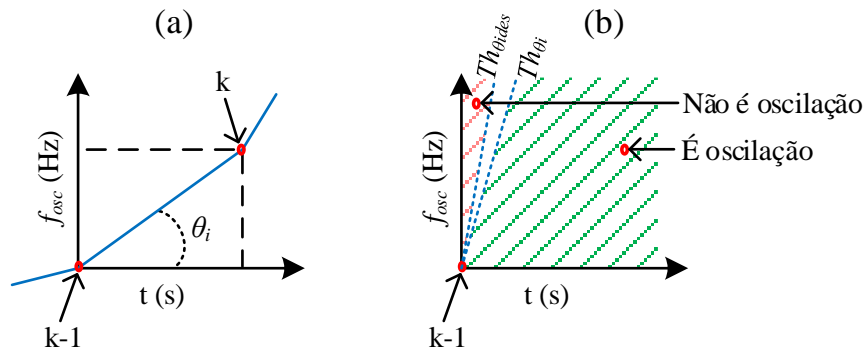 (a)
k
f_osc (Hz)
θ_i
t (s)
k-1
(b)
Th_θides
Th_θi
Não é oscilação
É oscilação
f_osc (Hz)
t (s)
k-1